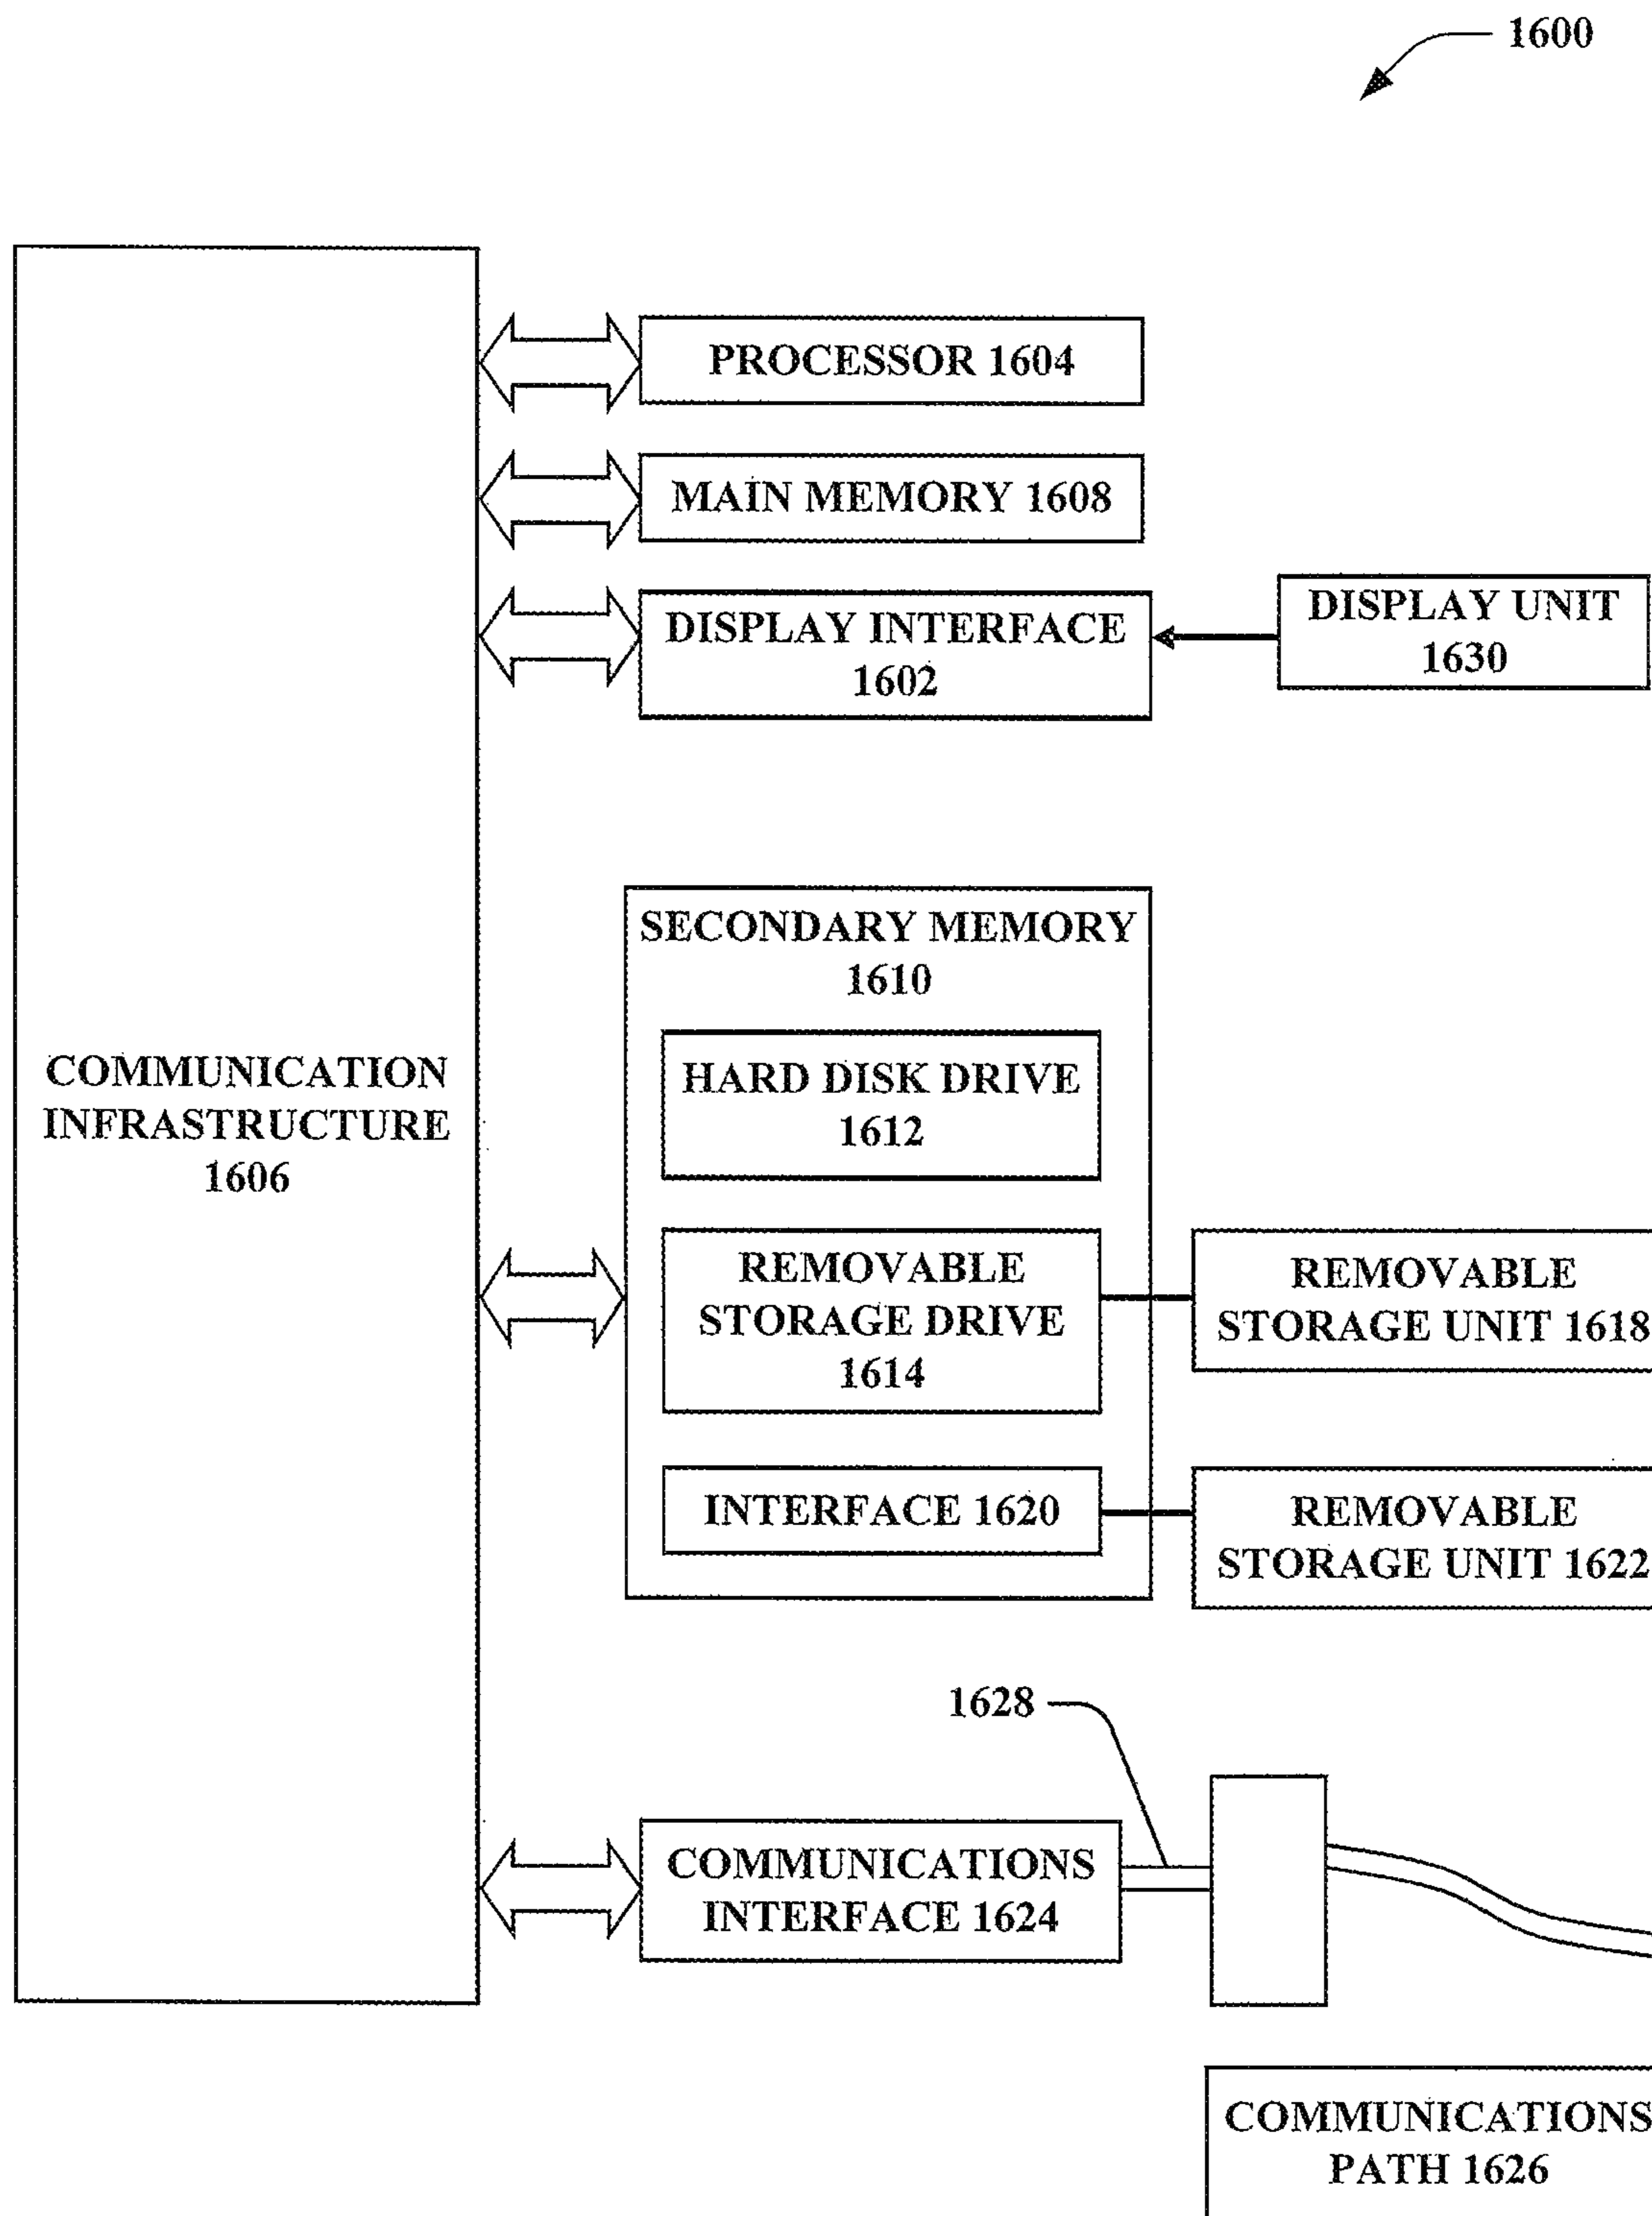 1600
PROCESSOR 1604
MAIN MEMORY 1608
DISPLAY INTERFACE
1602
DISPLAY UNIT
1630
SECONDARY MEMORY
1610
HARD DISK DRIVE
1612
COMMUNICATION
INFRASTRUCTURE
1606
REMOVABLE
STORAGE DRIVE
1614
REMOVABLE
STORAGE UNIT 1618
INTERFACE 1620
REMOVABLE
STORAGE UNIT 1622
1628
COMMUNICATIONS
INTERFACE 1624
COMMUNICATIONS
PATH 1626